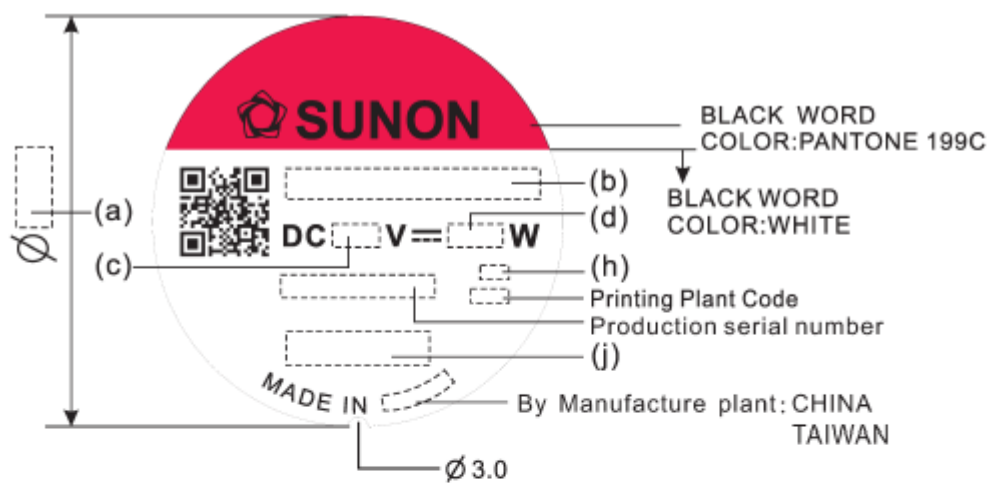 SUNON
BLACK WORD
COLOR:PANTONE 199C
BLACK WORD
COLOR:WHITE
(b)
(a)
Ø
DC V⎓ W
(d)
(c)
(h)
Printing Plant Code
Production serial number
(j)
MADE IN
By Manufacture plant: CHINA
TAIWAN
Ø 3.0